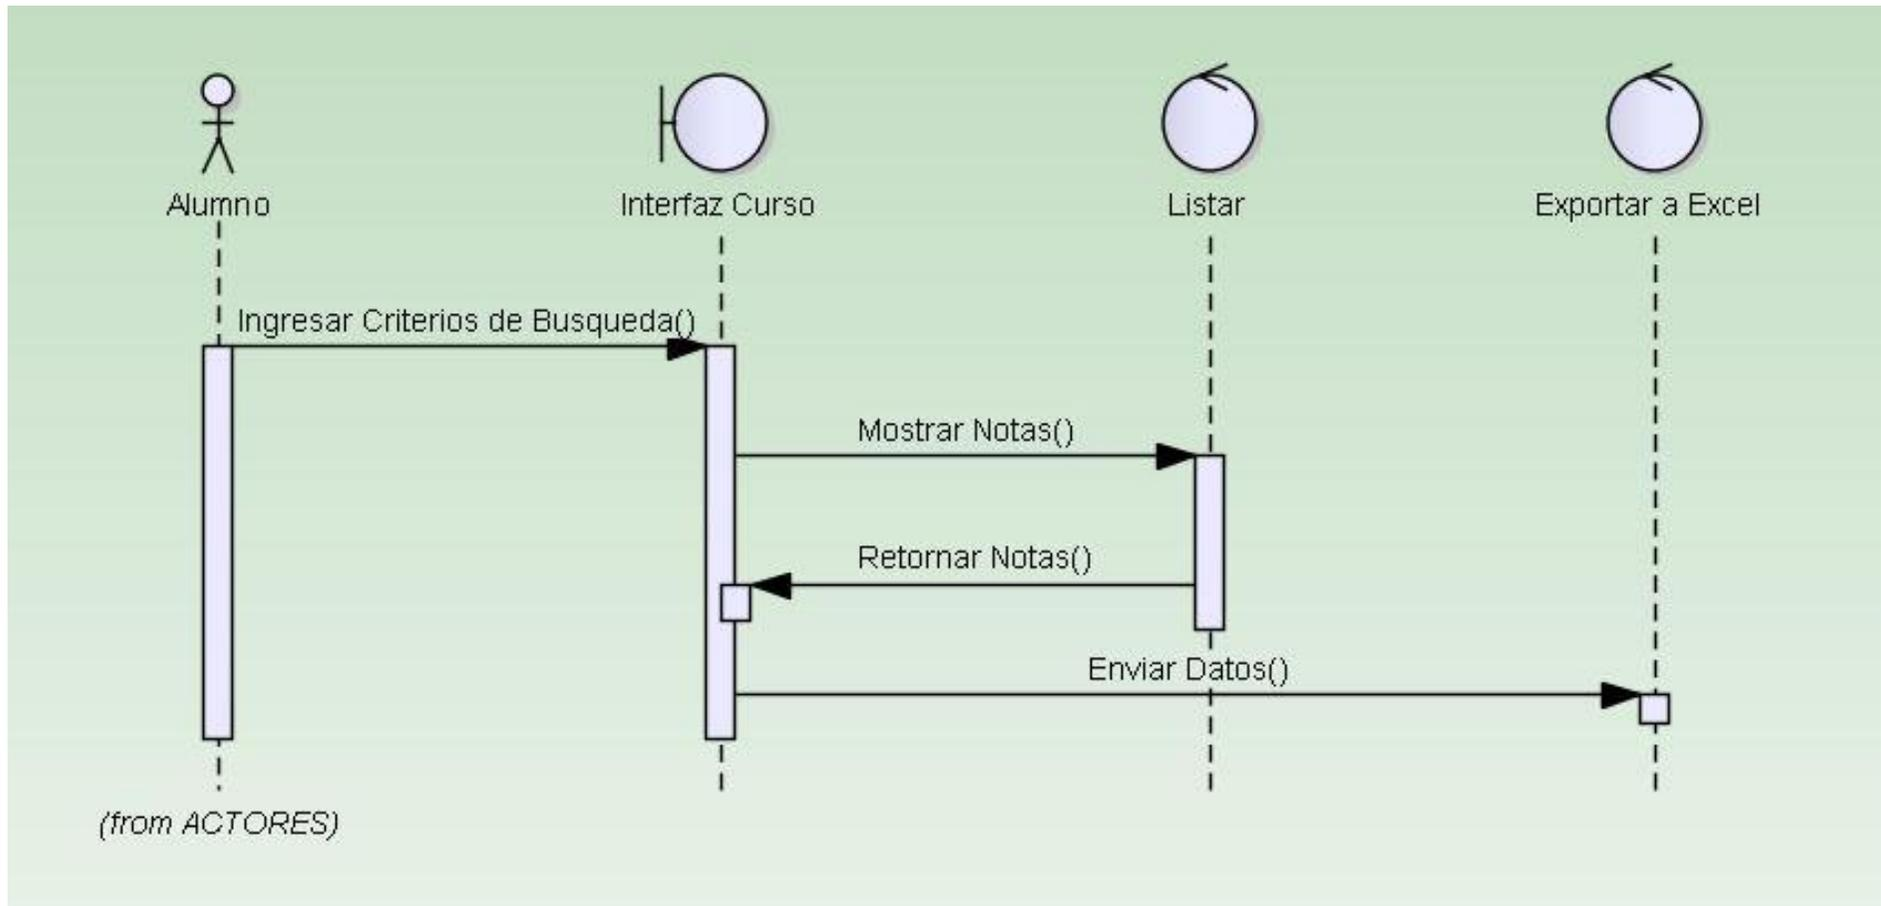 Alumno
Interfaz Curso
Listar
Exportar a Excel
Ingresar Criterios de Busqueda()
Mostrar Notas()
Retornar Notas()
Enviar Datos()
(from ACTORES)